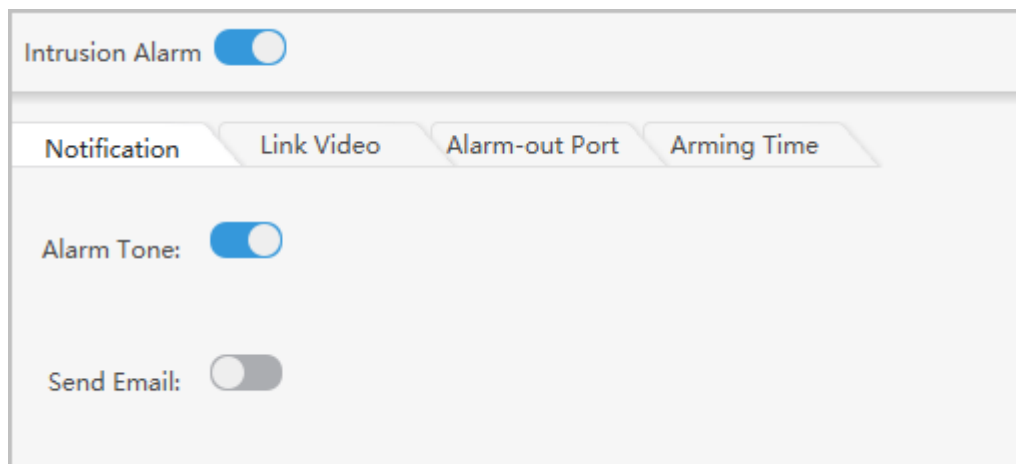 Intrusion Alarm
Notification Link Video Alarm-out Port Arming Time
Alarm Tone:
Send Email: